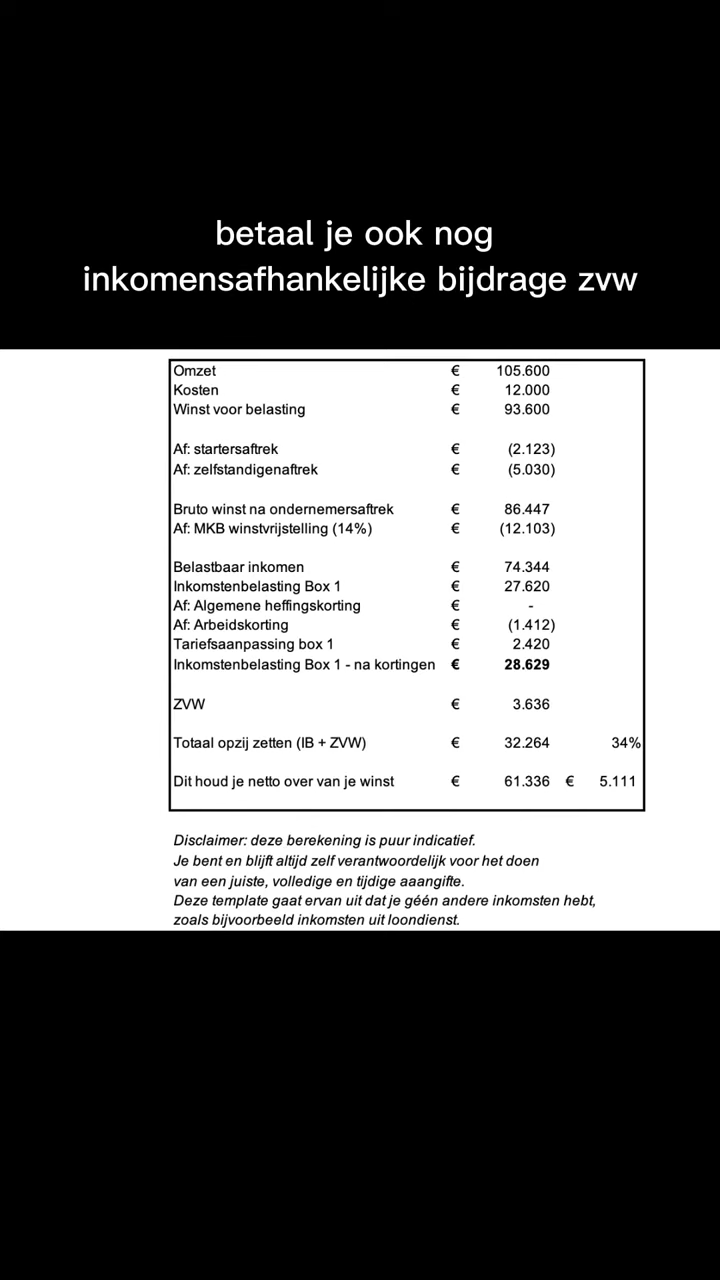 betaal je ook nog
inkomensafhankelijke bijdrage zvw
Omzet € 105.600
Kosten € 12.000
Winst voor belasting € 93.600
Af: startersaftrek € (2.123)
Af: zelfstandigenaftrek € (5.030)
Bruto winst na ondernemersaftrek € 86.447
Af: MKB winstvrijstelling (14%) € (12.103)
Belastbaar inkomen € 74.344
Inkomstenbelasting Box 1 € 27.620
Af: Algemene heffingskorting € -
Af: Arbeidskorting € (1.412)
Tariefsaanpassing box 1 € 2.420
Inkomstenbelasting Box 1 - na kortingen € 28.629
ZVW € 3.636
Totaal opzij zetten (IB + ZVW) € 32.264 34%
Dit houd je netto over van je winst € 61.336 € 5.111
Disclaimer: deze berekening is puur indicatief.
Je bent en blijft altijd zelf verantwoordelijk voor het doen
van een juiste, volledige en tijdige aaangifte.
Deze template gaat ervan uit dat je géén andere inkomsten hebt,
zoals bijvoorbeeld inkomsten uit loondienst.